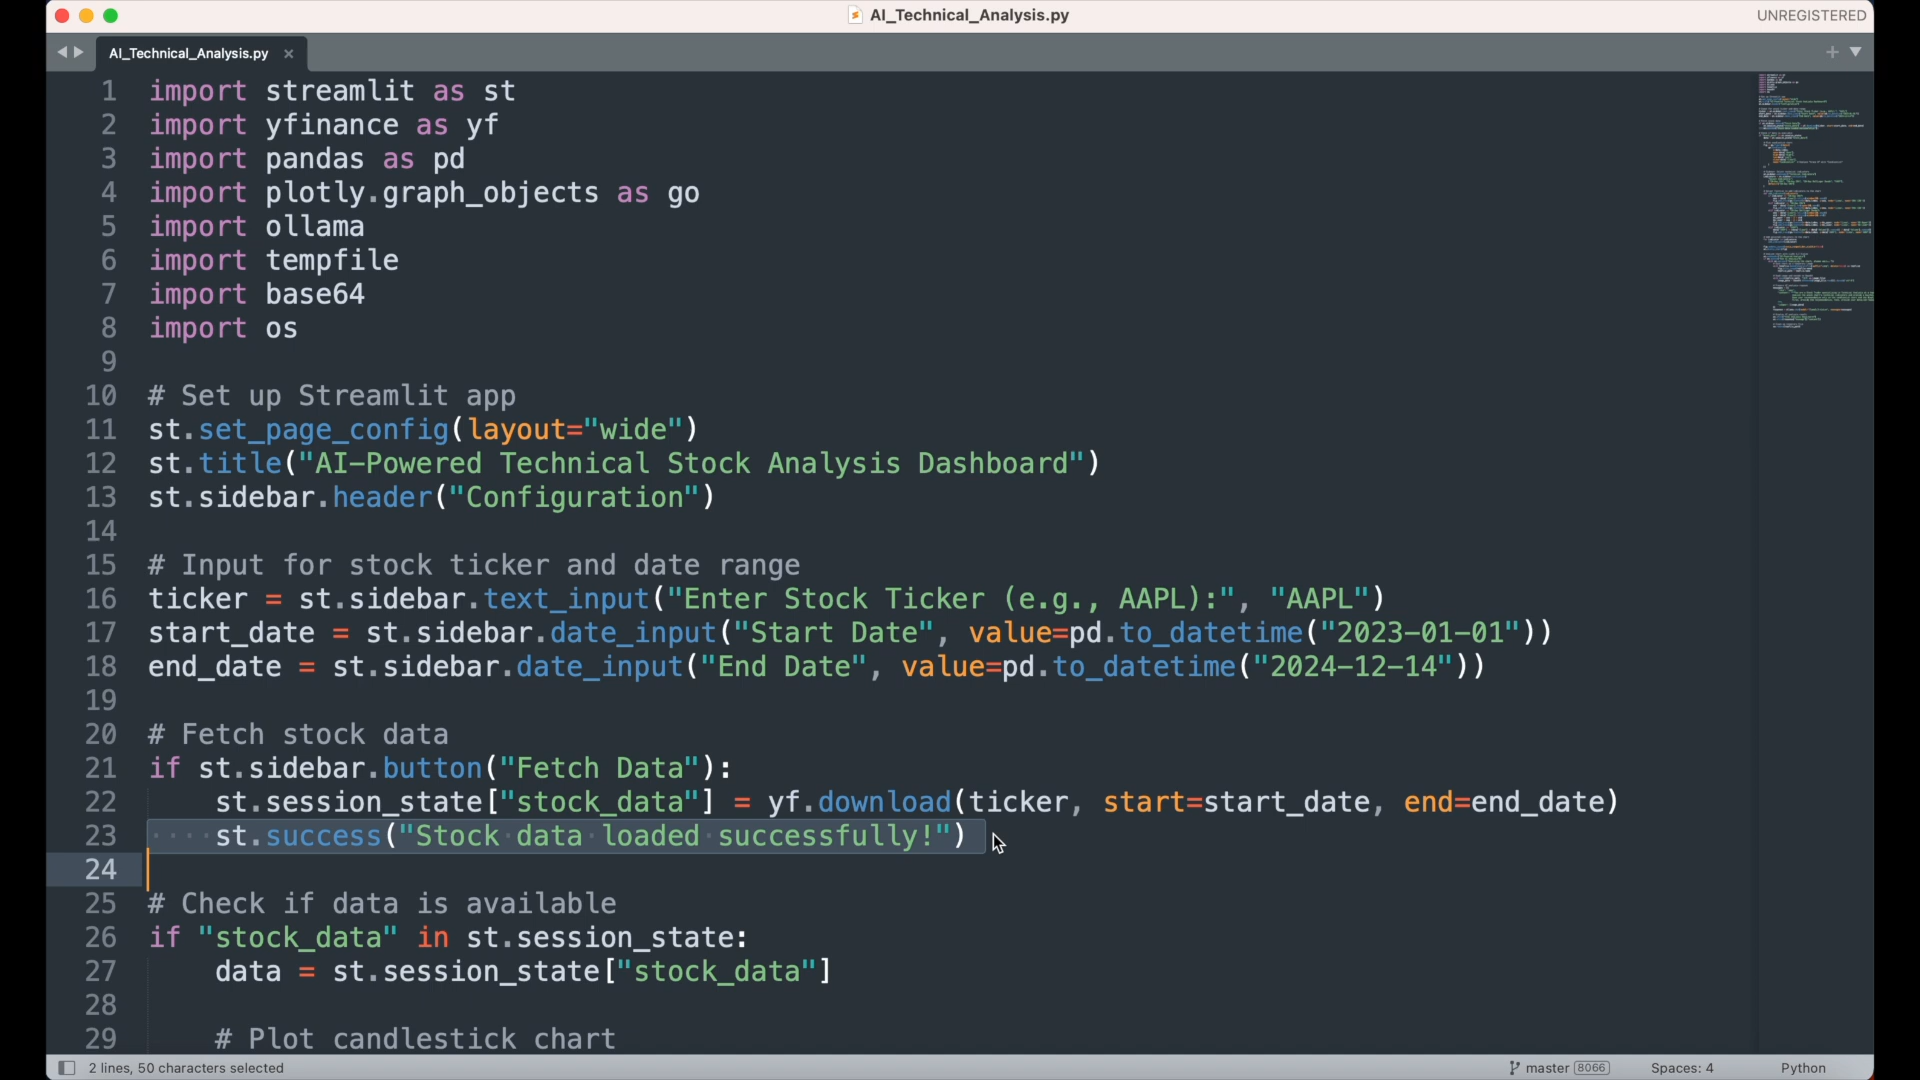 AI_Technical_Analysis.py
UNREGISTERED
AI_Technical_Analysis.py
1 import streamlit as st
2 import yfinance as yf
3 import pandas as pd
4 import plotly.graph_objects as go
5 import ollama
6 import tempfile
7 import base64
8 import os
9
10 # Set up Streamlit app
11 st.set_page_config(layout="wide")
12 st.title("AI-Powered Technical Stock Analysis Dashboard")
13 st.sidebar.header("Configuration")
14
15 # Input for stock ticker and date range
16 ticker = st.sidebar.text_input("Enter Stock Ticker (e.g., AAPL):", "AAPL")
17 start_date = st.sidebar.date_input("Start Date", value=pd.to_datetime("2023-01-01"))
18 end_date = st.sidebar.date_input("End Date", value=pd.to_datetime("2024-12-14"))
19
20 # Fetch stock data
21 if st.sidebar.button("Fetch Data"):
22     st.session_state["stock_data"] = yf.download(ticker, start=start_date, end=end_date)
23     st.success("Stock data loaded successfully!")
24
25 # Check if data is available
26 if "stock_data" in st.session_state:
27     data = st.session_state["stock_data"]
28
29     # Plot candlestick chart
2 lines, 50 characters selected
master 8066
Spaces: 4
Python